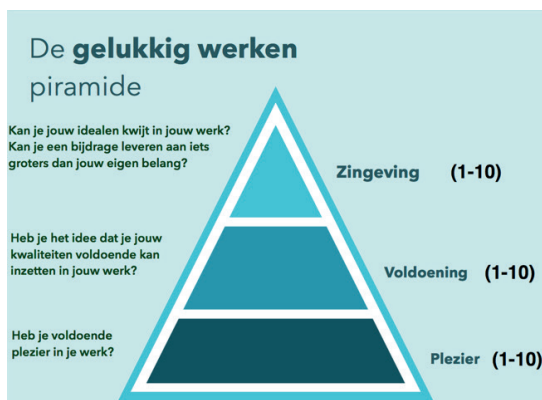 De gelukkig werken
piramide
Kan je jouw idealen kwijt in jouw werk?
Kan je een bijdrage leveren aan iets
groters dan jouw eigen belang?
Zingeving (1-10)
Heb je het idee dat je jouw
kwaliteiten voldoende kan
inzetten in jouw werk?
Voldoening (1-10)
Heb je voldoende
plezier in je werk?
Plezier (1-10)